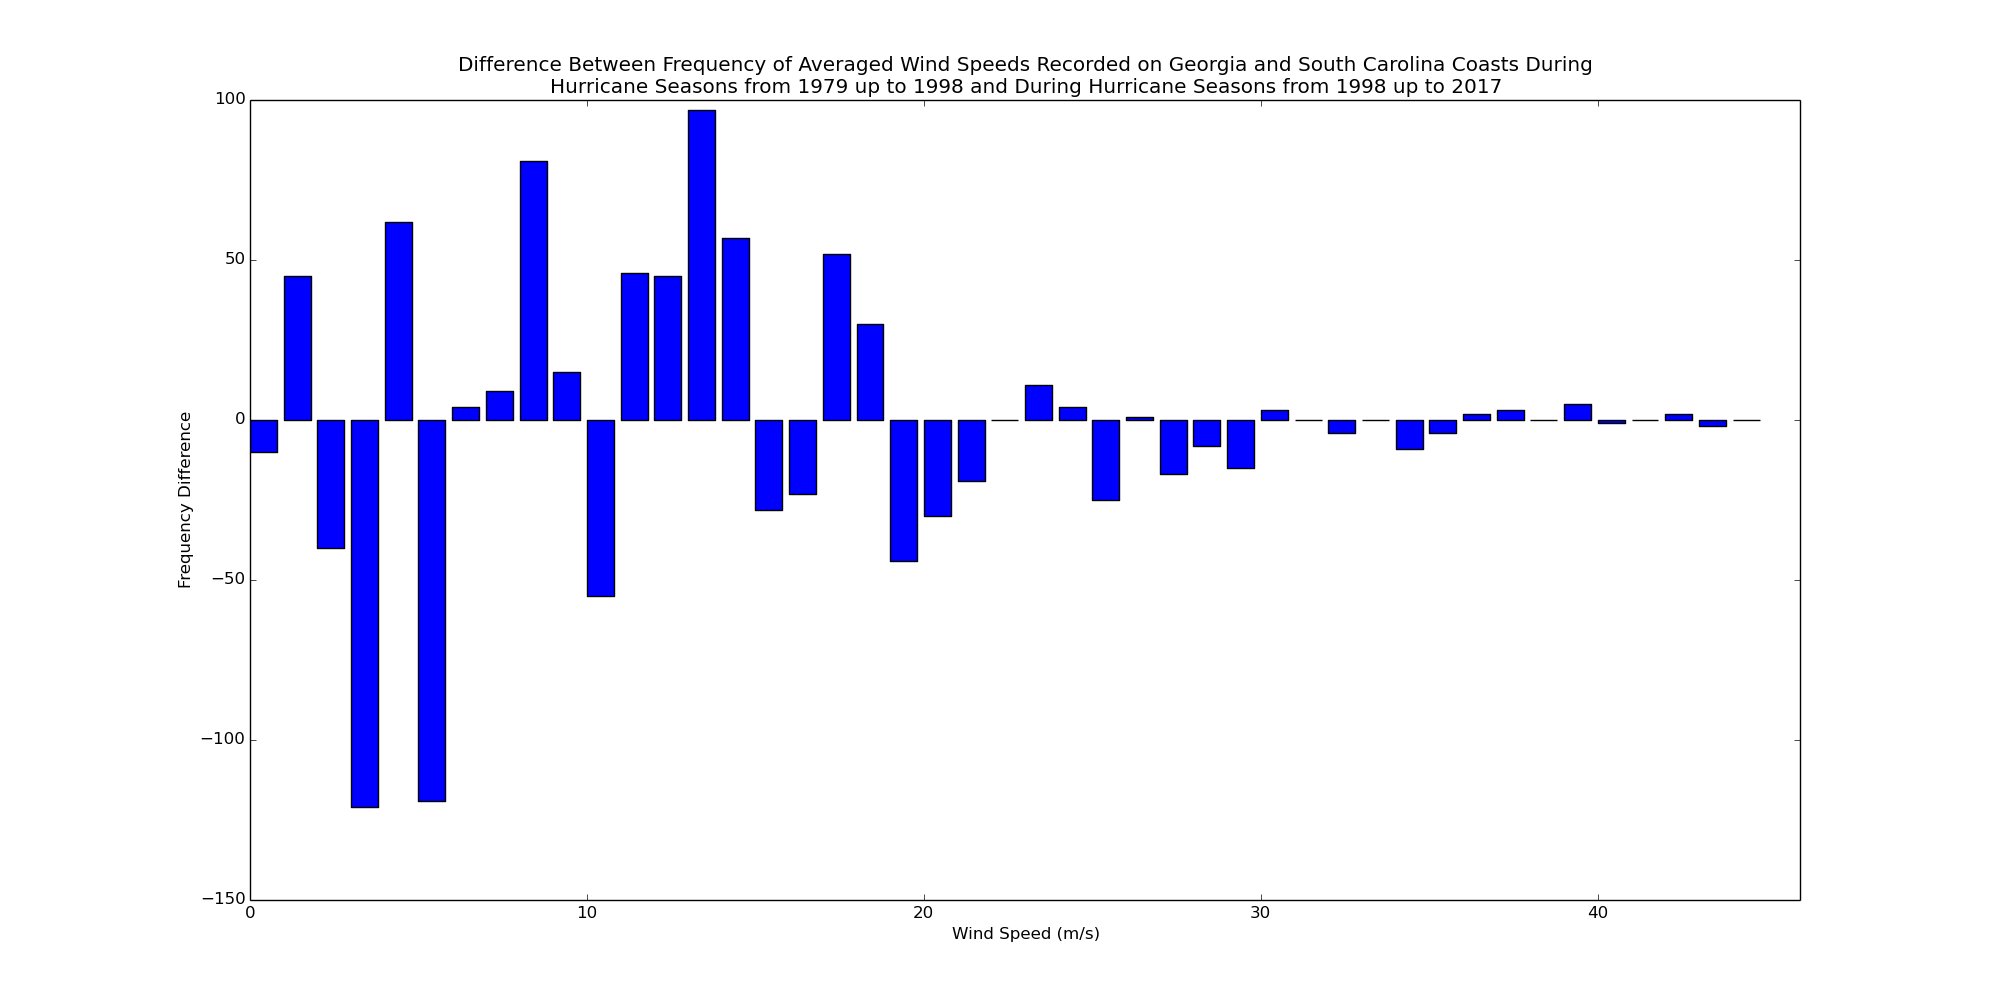 Difference Between Frequency of Averaged Wind Speeds Recorded on Georgia and South Carolina Coasts During
Hurricane Seasons from 1979 up to 1998 and During Hurricane Seasons from 1998 up to 2017
100
50
0
−50
−100
−150
Frequency Difference
0 10 20 30 40
Wind Speed (m/s)